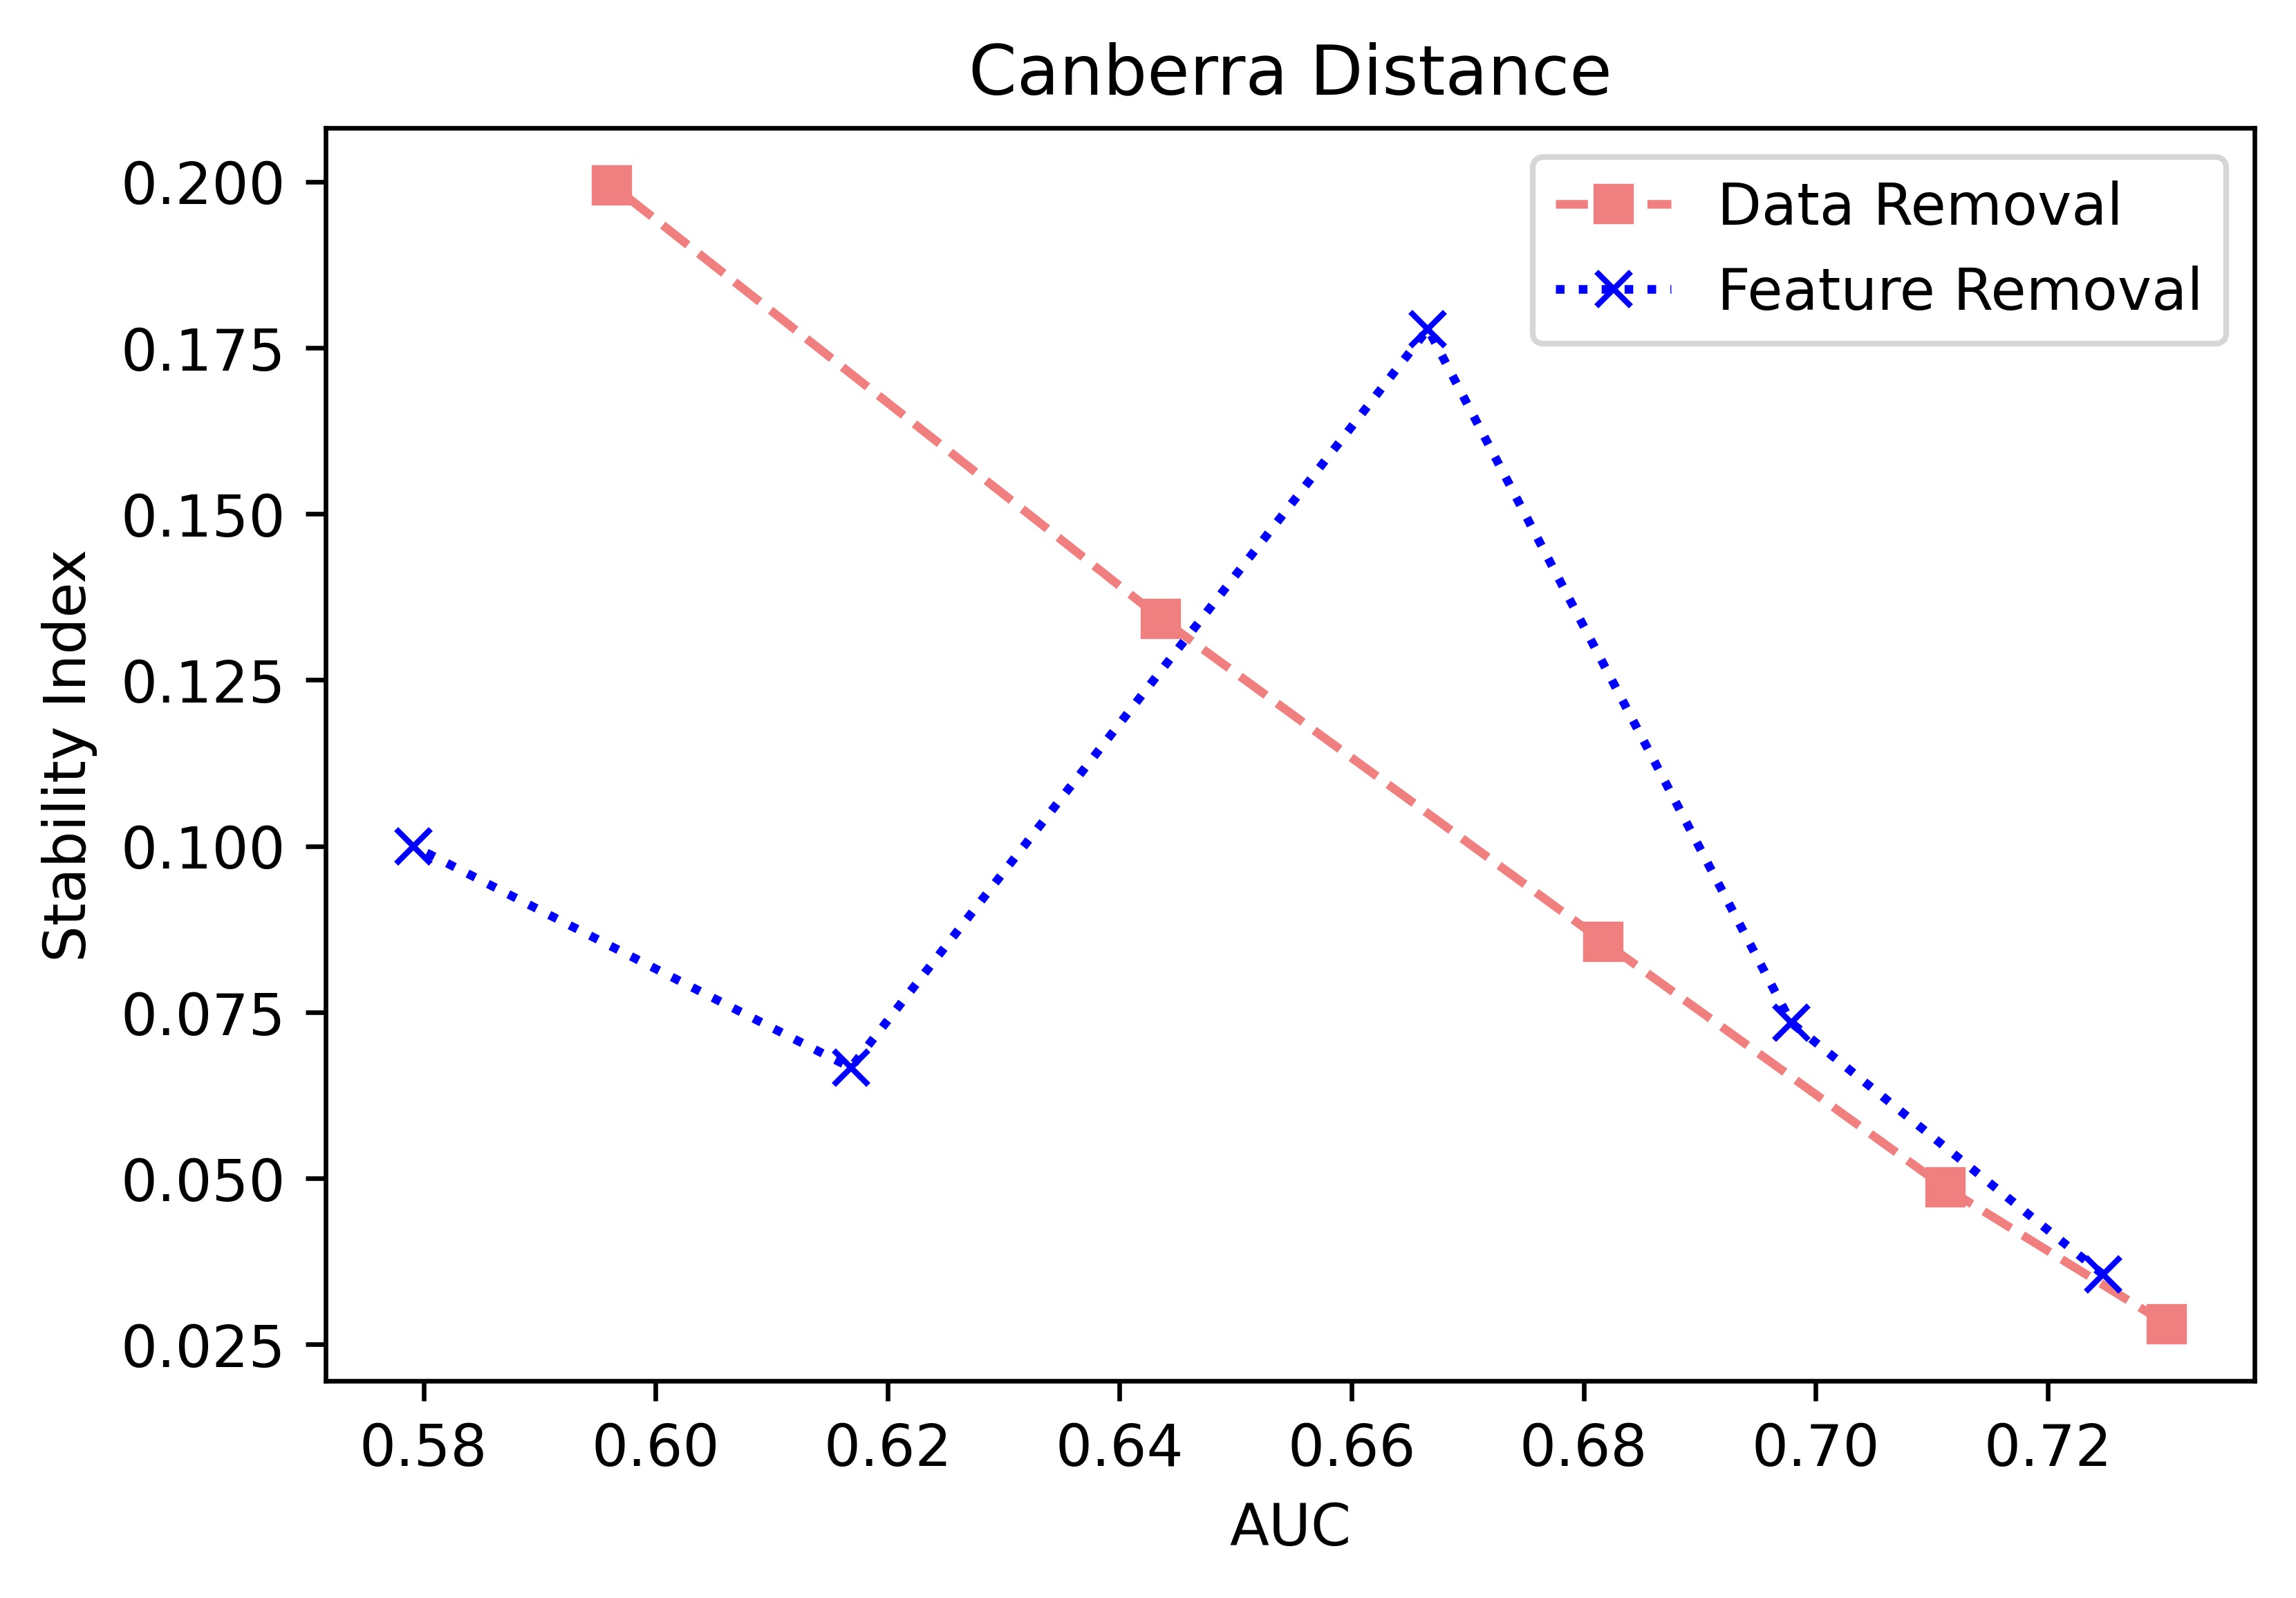 Canberra Distance
Data Removal
Feature Removal
Stability Index
0.200
0.175
0.150
0.125
0.100
0.075
0.050
0.025
0.58 0.60 0.62 0.64 0.66 0.68 0.70 0.72
AUC